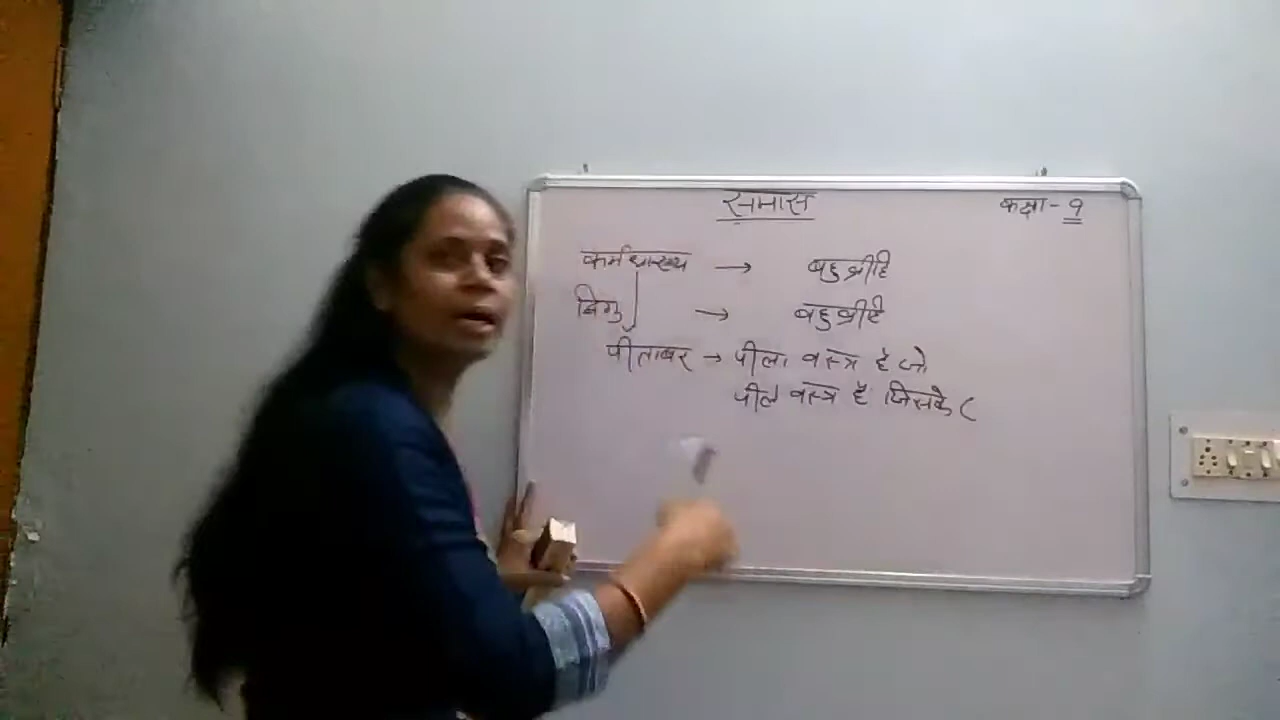 समास कक्षा-9
कर्मधारय → बहुव्रीहि
द्विगु → बहुव्रीहि
पीतांबर → पीला वस्त्र है जो
पीले वस्त्र है जिसके (